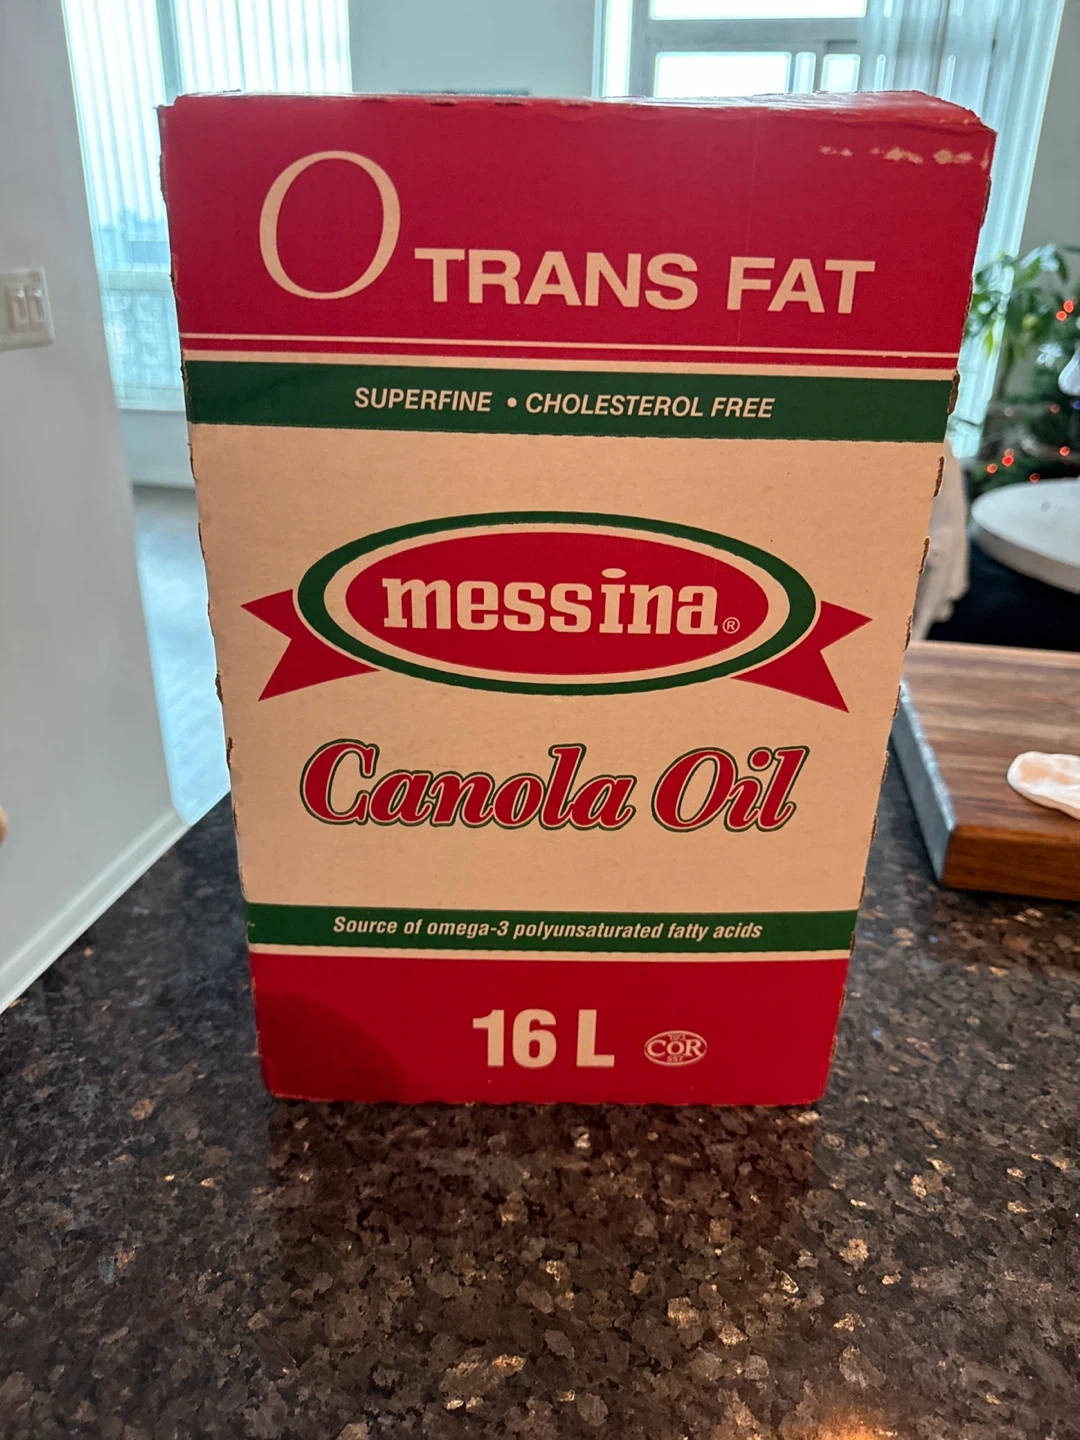 0 TRANS FAT
SUPERFINE • CHOLESTEROL FREE
messina®
Canola Oil
Source of omega-3 polyunsaturated fatty acids
16 L
COR